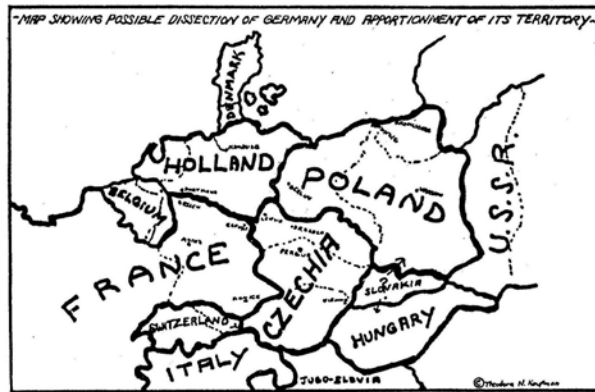 -MAP SHOWING POSSIBLE DISSECTION OF GERMANY AND APPORTIONMENT OF ITS TERRITORY-
DENMARK
HOLLAND
BELGIUM
POLAND
U.S.S.R.
FRANCE
CZECHIA
SLOVAKIA
SWITZERLAND
HUNGARY
ITALY
JUGO-SLAVIA
© Theodore N. Kaufman